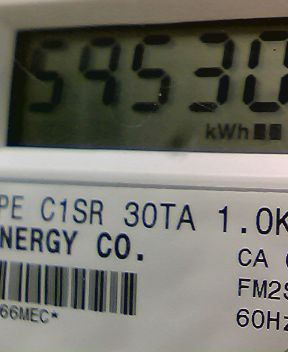 59530
kWh
PE C1SR 30TA 1.0K
NERGY CO.
CA
FM2S
66MEC*
60Hz